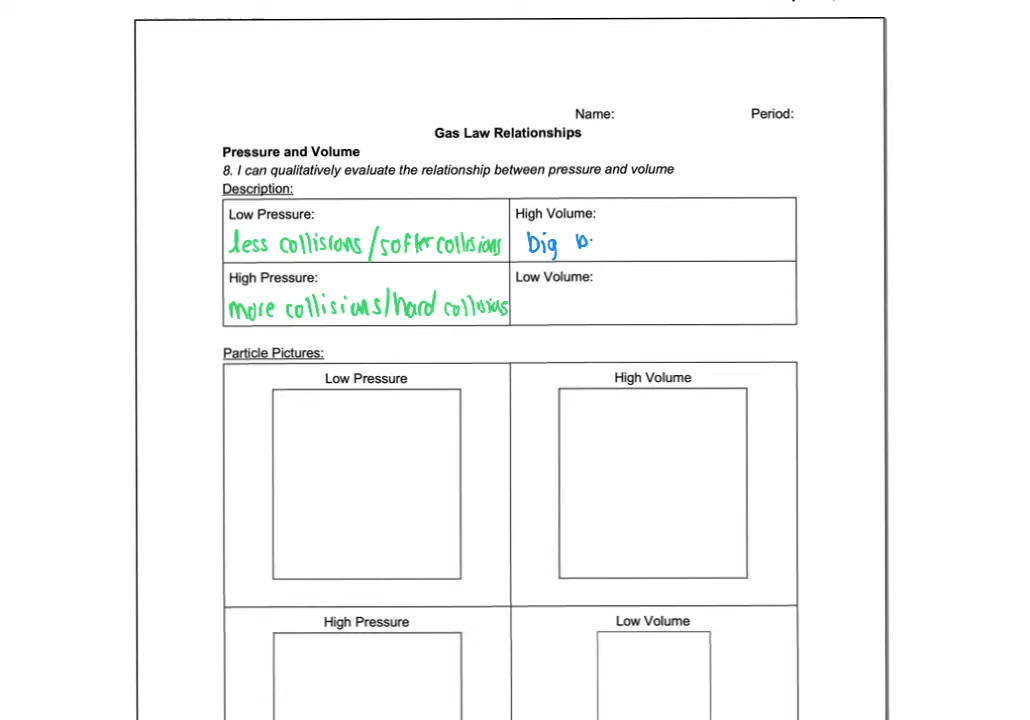 Name: Period:
Gas Law Relationships
Pressure and Volume
8. I can qualitatively evaluate the relationship between pressure and volume
Description:
Low Pressure: High Volume:
less collisions/softer collisions big
High Pressure: Low Volume:
more collisions/hard collisions
Particle Pictures:
Low Pressure High Volume
High Pressure Low Volume